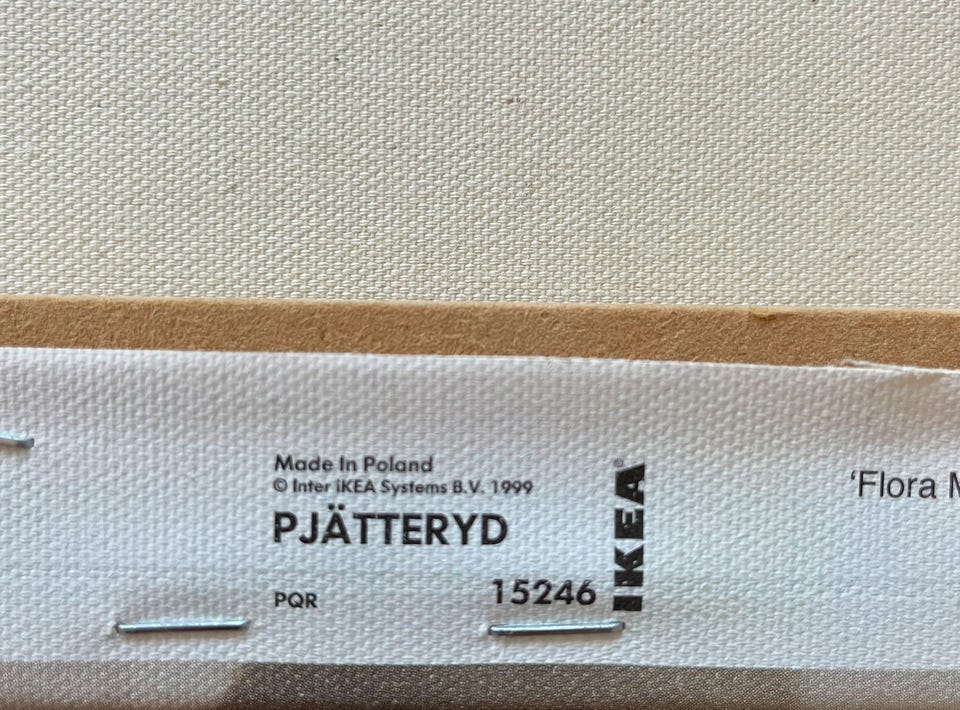 Made In Poland
© Inter iKEA Systems B.V. 1999
PJÄTTERYD
PQR 15246
IKEA®
‘Flora